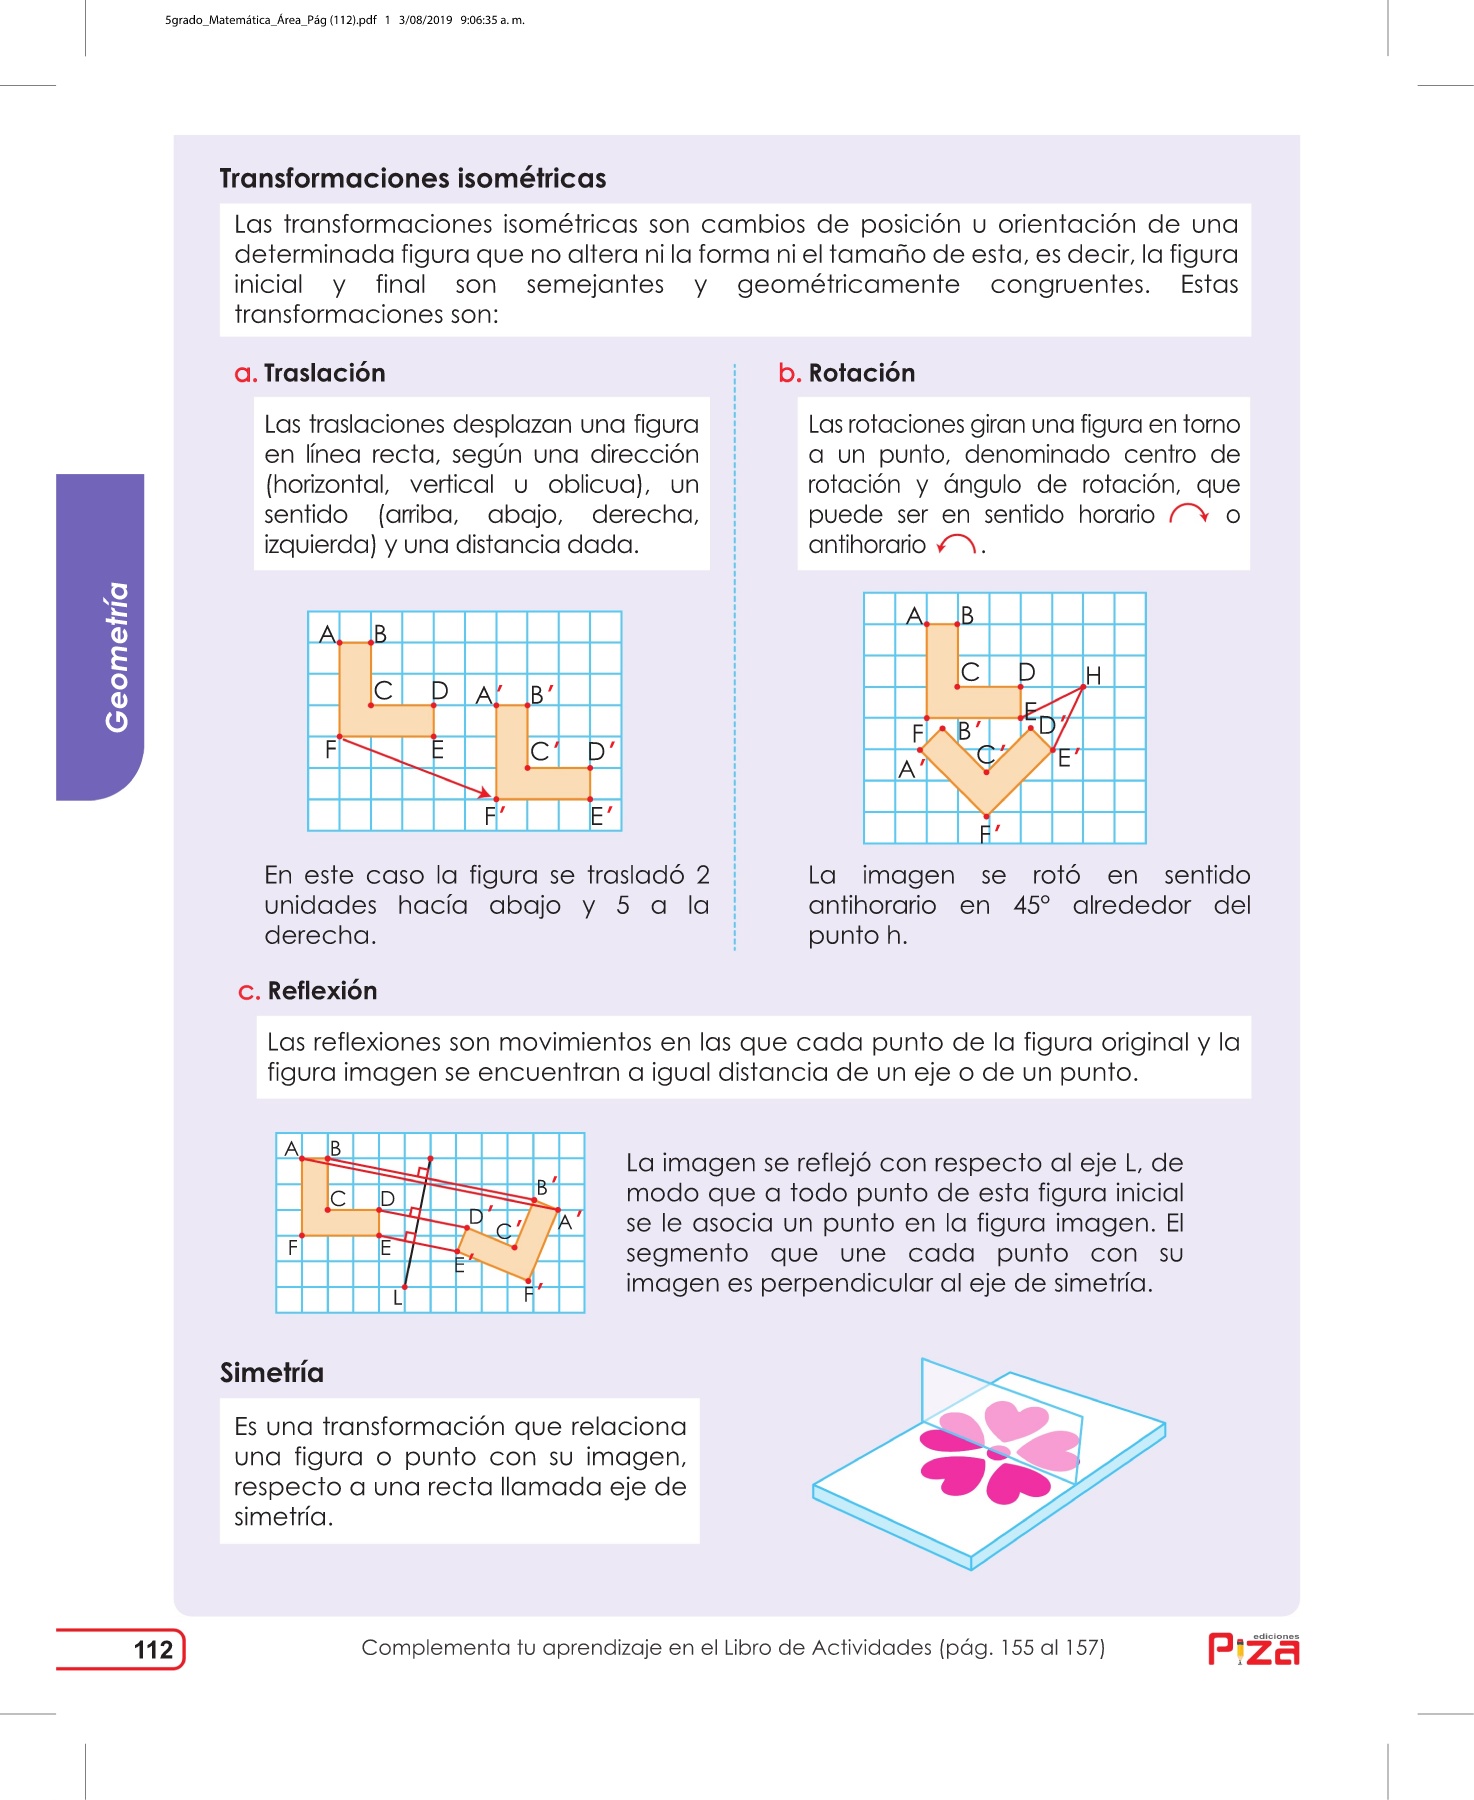 5grado_Matemática_Área_Pág (112).pdf 1 3/08/2019 9:06:35 a. m.
Transformaciones isométricas
Las transformaciones isométricas son cambios de posición u orientación de una
determinada figura que no altera ni la forma ni el tamaño de esta, es decir, la figura
inicial y final son semejantes y geométricamente congruentes. Estas
transformaciones son:
a. Traslación
Las traslaciones desplazan una figura
en línea recta, según una dirección
(horizontal, vertical u oblicua), un
sentido (arriba, abajo, derecha,
izquierda) y una distancia dada.
A B
C D A′ B′
F E C′ D′
F′ E′
En este caso la figura se trasladó 2
unidades hacía abajo y 5 a la
derecha.
b. Rotación
Las rotaciones giran una figura en torno
a un punto, denominado centro de
rotación y ángulo de rotación, que
puede ser en sentido horario o
antihorario .
A B
C D H
E
F B′ D′
A′ C′ E′
F′
La imagen se rotó en sentido
antihorario en 45° alrededor del
punto h.
c. Reflexión
Las reflexiones son movimientos en las que cada punto de la figura original y la
figura imagen se encuentran a igual distancia de un eje o de un punto.
A B
C D B′
D′ C′ A′
F E E′
L F′
La imagen se reflejó con respecto al eje L, de
modo que a todo punto de esta figura inicial
se le asocia un punto en la figura imagen. El
segmento que une cada punto con su
imagen es perpendicular al eje de simetría.
Simetría
Es una transformación que relaciona
una figura o punto con su imagen,
respecto a una recta llamada eje de
simetría.
Geometría
112
Complementa tu aprendizaje en el Libro de Actividades (pág. 155 al 157)
ediciones
Piza